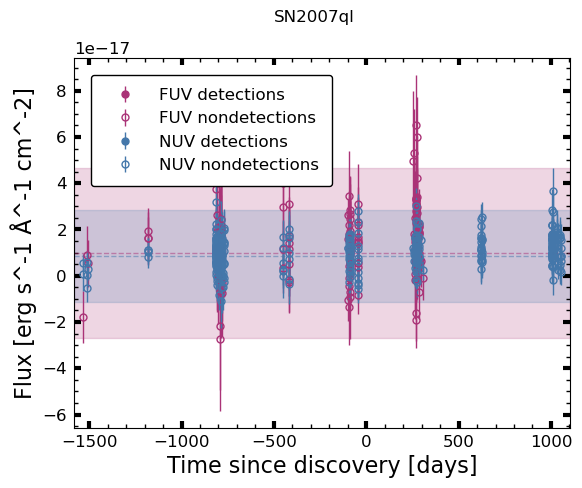 SN2007ql
1e−17
FUV detections
FUV nondetections
NUV detections
NUV nondetections
8
6
4
2
0
−2
−4
−6
Flux [erg s^-1 Å^-1 cm^-2]
−1500 −1000 −500 0 500 1000
Time since discovery [days]